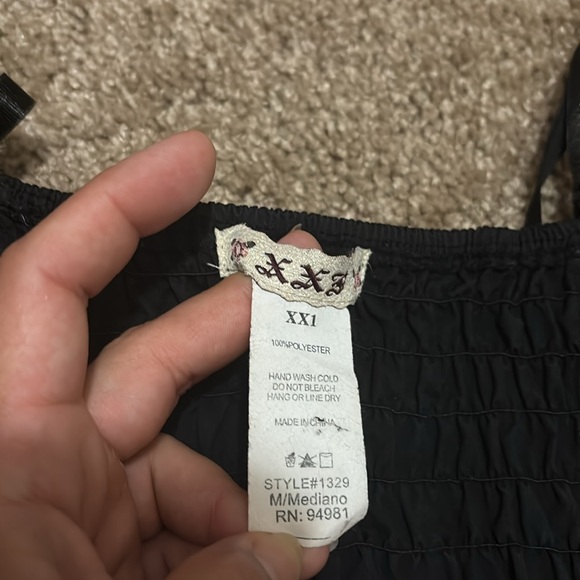 XXI
XX1
100%POLYESTER
HAND WASH COLD
DO NOT BLEACH
HANG OR LINE DRY
MADE IN CHINA
STYLE#1329
M/Mediano
RN: 94981